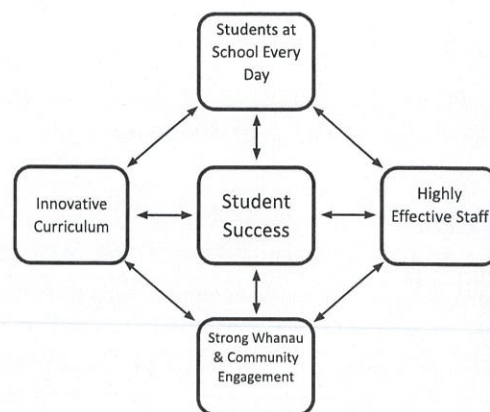 Students at
School Every
Day
Innovative
Curriculum
Student
Success
Highly
Effective Staff
Strong Whanau
& Community
Engagement